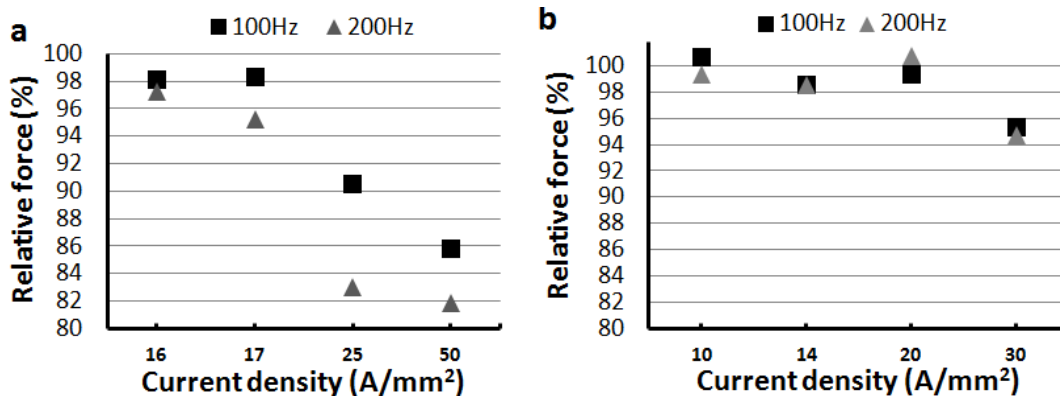 a
100Hz 200Hz
Relative force (%)
100
98
96
94
92
90
88
86
84
82
80
16 17 25 50
Current density (A/mm²)
b
100Hz 200Hz
Relative force (%)
100
98
96
94
92
90
88
86
84
82
80
10 14 20 30
Current density (A/mm²)